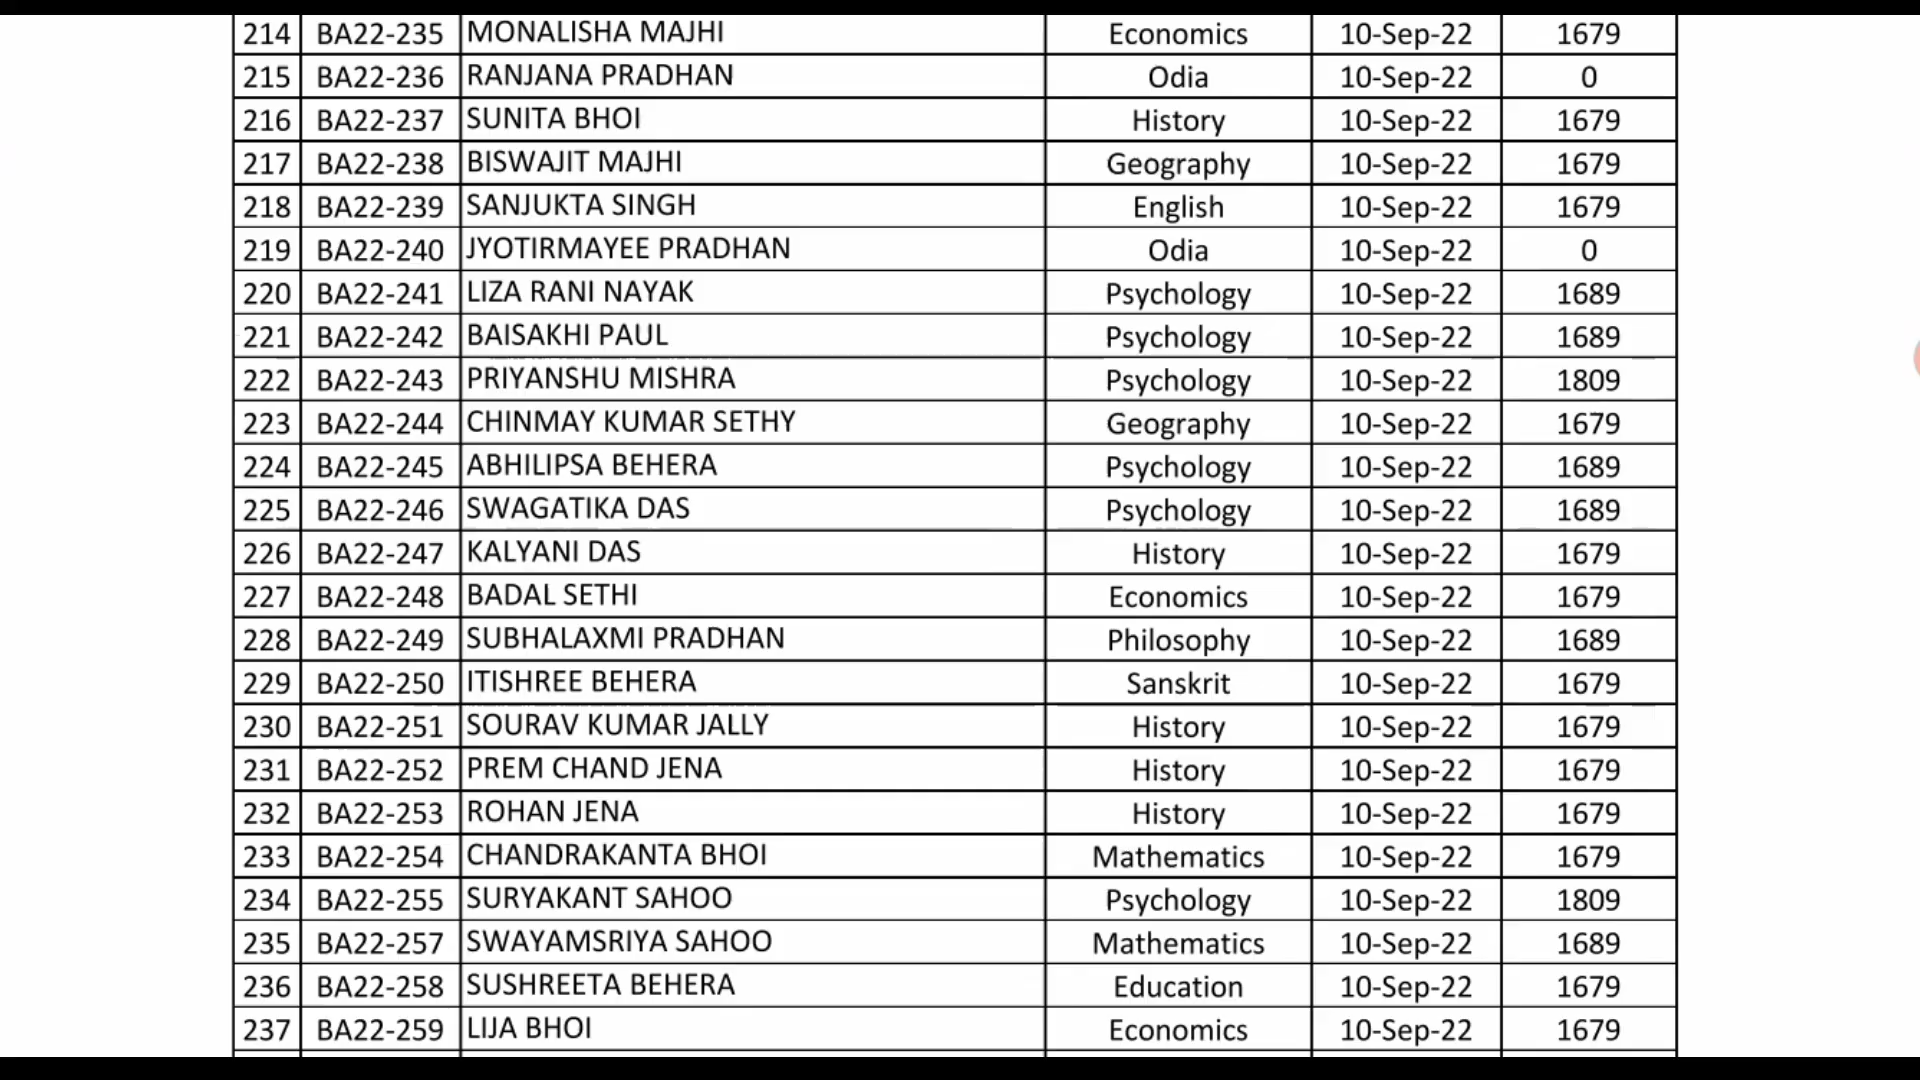 214 BA22-235 MONALISHA MAJHI Economics 10-Sep-22 1679
215 BA22-236 RANJANA PRADHAN Odia 10-Sep-22 0
216 BA22-237 SUNITA BHOI History 10-Sep-22 1679
217 BA22-238 BISWAJIT MAJHI Geography 10-Sep-22 1679
218 BA22-239 SANJUKTA SINGH English 10-Sep-22 1679
219 BA22-240 JYOTIRMAYEE PRADHAN Odia 10-Sep-22 0
220 BA22-241 LIZA RANI NAYAK Psychology 10-Sep-22 1689
221 BA22-242 BAISAKHI PAUL Psychology 10-Sep-22 1689
222 BA22-243 PRIYANSHU MISHRA Psychology 10-Sep-22 1809
223 BA22-244 CHINMAY KUMAR SETHY Geography 10-Sep-22 1679
224 BA22-245 ABHILIPSA BEHERA Psychology 10-Sep-22 1689
225 BA22-246 SWAGATIKA DAS Psychology 10-Sep-22 1689
226 BA22-247 KALYANI DAS History 10-Sep-22 1679
227 BA22-248 BADAL SETHI Economics 10-Sep-22 1679
228 BA22-249 SUBHALAXMI PRADHAN Philosophy 10-Sep-22 1689
229 BA22-250 ITISHREE BEHERA Sanskrit 10-Sep-22 1679
230 BA22-251 SOURAV KUMAR JALLY History 10-Sep-22 1679
231 BA22-252 PREM CHAND JENA History 10-Sep-22 1679
232 BA22-253 ROHAN JENA History 10-Sep-22 1679
233 BA22-254 CHANDRAKANTA BHOI Mathematics 10-Sep-22 1679
234 BA22-255 SURYAKANT SAHOO Psychology 10-Sep-22 1809
235 BA22-257 SWAYAMSRIYA SAHOO Mathematics 10-Sep-22 1689
236 BA22-258 SUSHREETA BEHERA Education 10-Sep-22 1679
237 BA22-259 LIJA BHOI Economics 10-Sep-22 1679